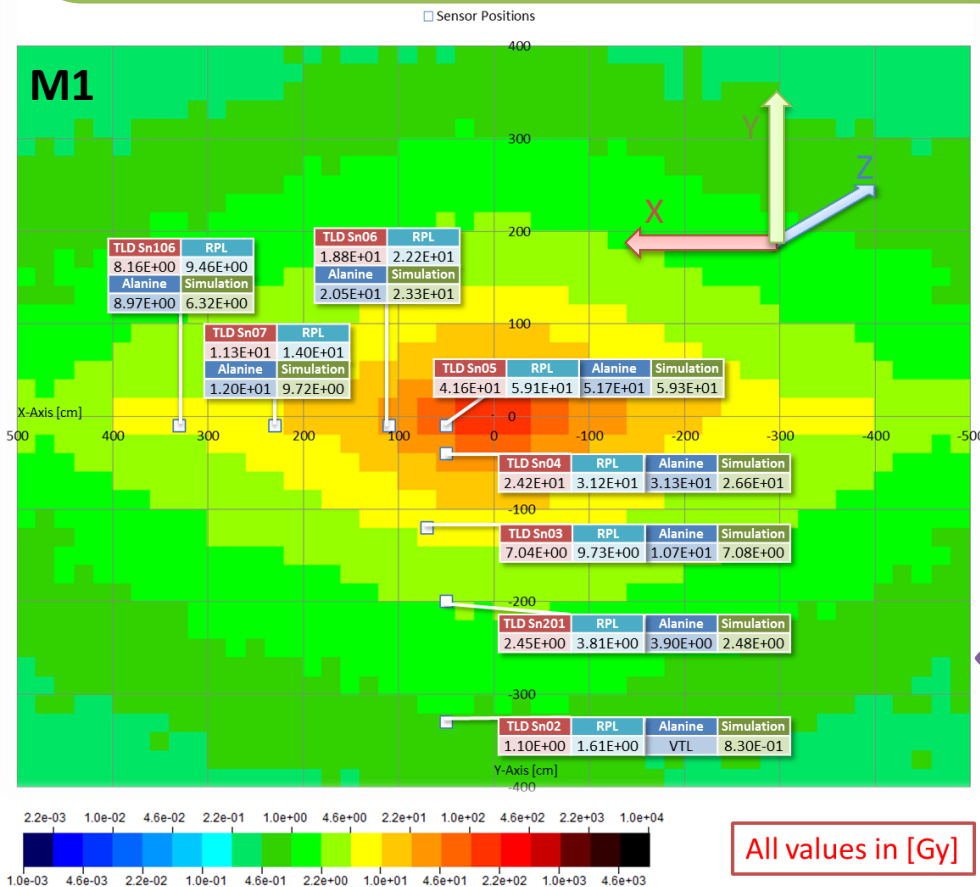 Sensor Positions
M1
400
300
200
100
0
-100
-200
-300
-400
Y
Z
X
TLD Sn106 RPL
8.16E+00 9.46E+00
Alanine Simulation
8.97E+00 6.32E+00
TLD Sn06 RPL
1.88E+01 2.22E+01
Alanine Simulation
2.05E+01 2.33E+01
TLD Sn07 RPL
1.13E+01 1.40E+01
Alanine Simulation
1.20E+01 9.72E+00
TLD Sn05 RPL Alanine Simulation
4.16E+01 5.91E+01 5.17E+01 5.93E+01
X-Axis [cm]
500 400 300 200 100 0 -100 -200 -300 -400 -500
TLD Sn04 RPL Alanine Simulation
2.42E+01 3.12E+01 3.13E+01 2.66E+01
TLD Sn03 RPL Alanine Simulation
7.04E+00 9.73E+00 1.07E+01 7.08E+00
TLD Sn201 RPL Alanine Simulation
2.45E+00 3.81E+00 3.90E+00 2.48E+00
TLD Sn02 RPL Alanine Simulation
1.10E+00 1.61E+00 VTL 8.30E-01
Y-Axis [cm]
2.2e-03 1.0e-02 4.6e-02 2.2e-01 1.0e+00 4.6e+00 2.2e+01 1.0e+02 4.6e+02 2.2e+03 1.0e+04
1.0e-03 4.6e-03 2.2e-02 1.0e-01 4.6e-01 2.2e+00 1.0e+01 4.6e+01 2.2e+02 1.0e+03 4.6e+03
All values in [Gy]